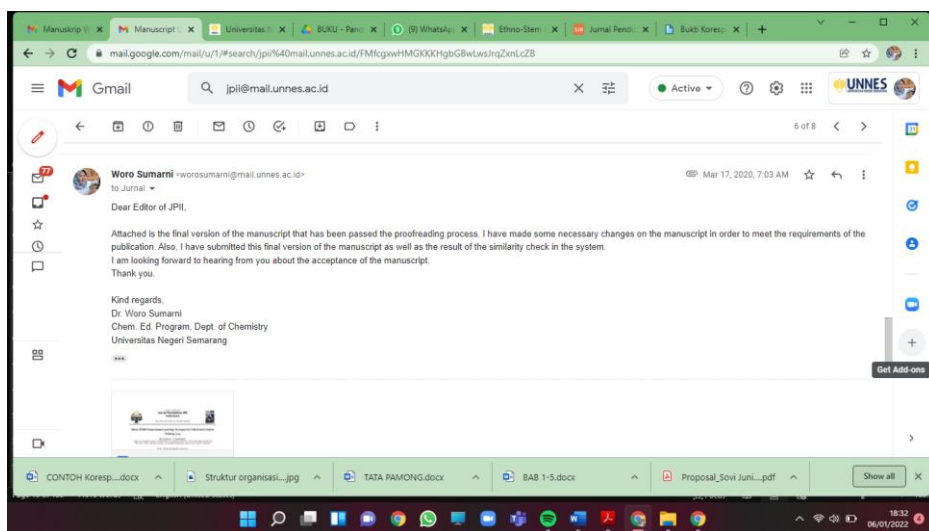 Manuskrip V
Manuscript U
Universitas N
BUKU – Pand
(9) WhatsAp
Ethno-Stem
Jurnal Pendi
Bukti Koresp
mail.google.com/mail/u/1/#search/jpii%40mail.unnes.ac.id/FMfcgxwHMGKKKHgbGBwLwsJrqZxnLcZB
Gmail
jpii@mail.unnes.ac.id
Active
UNNES
6 of 8
77
Woro Sumarni <worosumarni@mail.unnes.ac.id>
Mar 17, 2020, 7:03 AM
to Jurnal
Dear Editor of JPII,
Attached is the final version of the manuscript that has been passed the proofreading process. I have made some necessary changes on the manuscript in order to meet the requirements of the
publication. Also, I have submitted this final version of the manuscript as well as the result of the similarity check in the system.
I am looking forward to hearing from you about the acceptance of the manuscript.
Thank you.
Kind regards,
Dr. Woro Sumarni
Chem. Ed. Program, Dept. of Chemistry
Universitas Negeri Semarang
Get Add-ons
CONTOH Koresp....docx
Struktur organisasi....jpg
TATA PAMONG.docx
BAB 1-5.docx
Proposal_Sovi Juni....pdf
Show all
18:32
06/01/2022